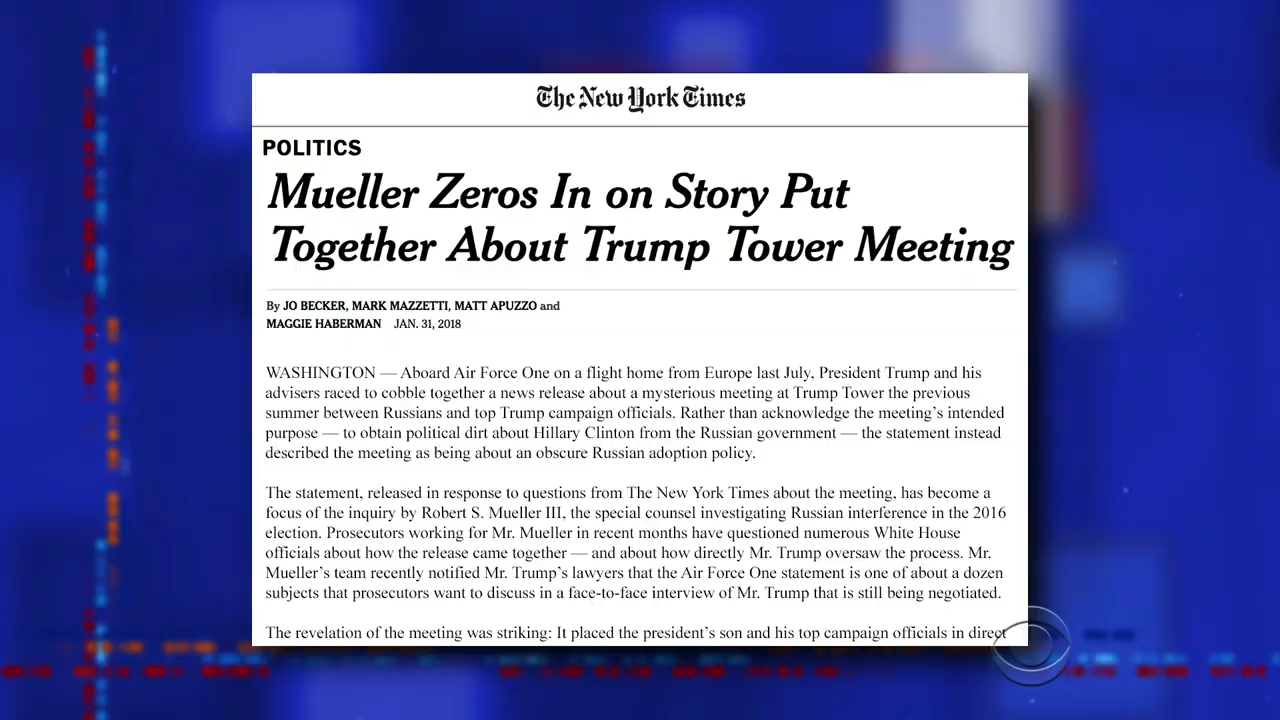 The New York Times
POLITICS
Mueller Zeros In on Story Put
Together About Trump Tower Meeting
By JO BECKER, MARK MAZZETTI, MATT APUZZO and
MAGGIE HABERMAN JAN. 31, 2018
WASHINGTON — Aboard Air Force One on a flight home from Europe last July, President Trump and his
advisers raced to cobble together a news release about a mysterious meeting at Trump Tower the previous
summer between Russians and top Trump campaign officials. Rather than acknowledge the meeting’s intended
purpose — to obtain political dirt about Hillary Clinton from the Russian government — the statement instead
described the meeting as being about an obscure Russian adoption policy.
The statement, released in response to questions from The New York Times about the meeting, has become a
focus of the inquiry by Robert S. Mueller III, the special counsel investigating Russian interference in the 2016
election. Prosecutors working for Mr. Mueller in recent months have questioned numerous White House
officials about how the release came together — and about how directly Mr. Trump oversaw the process. Mr.
Mueller’s team recently notified Mr. Trump’s lawyers that the Air Force One statement is one of about a dozen
subjects that prosecutors want to discuss in a face-to-face interview of Mr. Trump that is still being negotiated.
The revelation of the meeting was striking: It placed the president’s son and his top campaign officials in direct